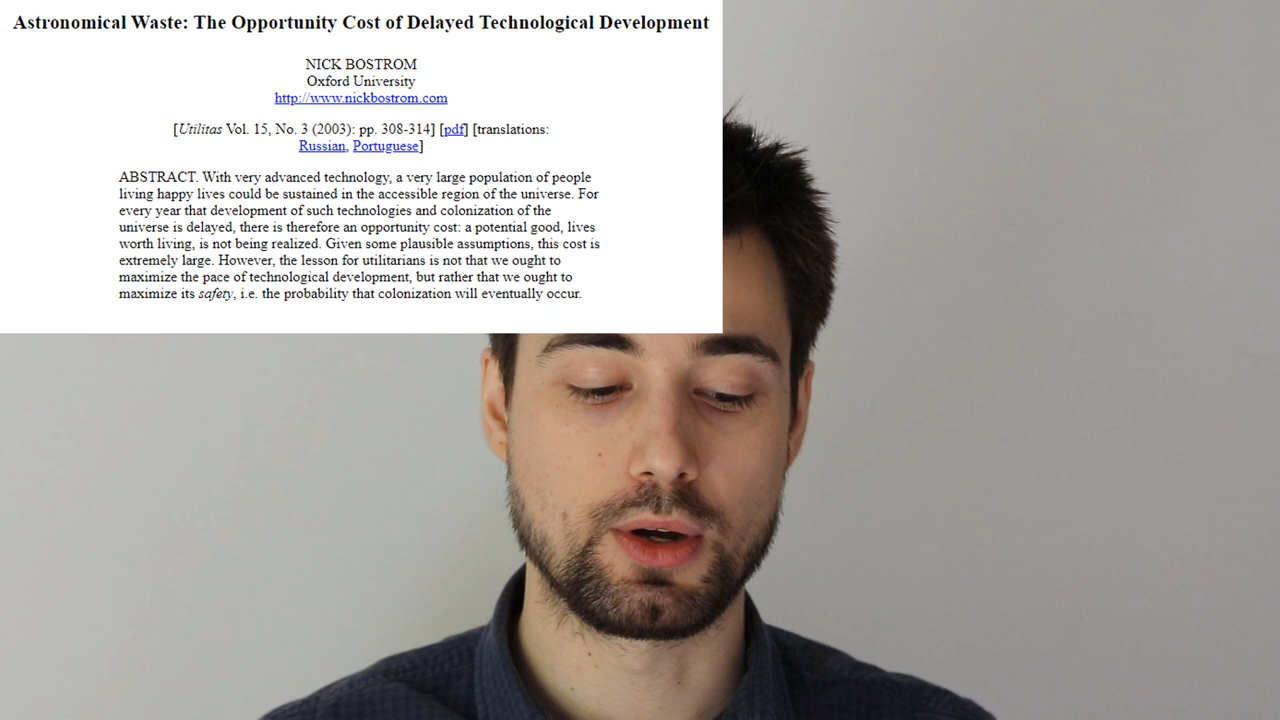 Astronomical Waste: The Opportunity Cost of Delayed Technological Development
NICK BOSTROM
Oxford University
http://www.nickbostrom.com
[Utilitas Vol. 15, No. 3 (2003): pp. 308-314] [pdf] [translations:
Russian, Portuguese]
ABSTRACT. With very advanced technology, a very large population of people
living happy lives could be sustained in the accessible region of the universe. For
every year that development of such technologies and colonization of the
universe is delayed, there is therefore an opportunity cost: a potential good, lives
worth living, is not being realized. Given some plausible assumptions, this cost is
extremely large. However, the lesson for utilitarians is not that we ought to
maximize the pace of technological development, but rather that we ought to
maximize its safety, i.e. the probability that colonization will eventually occur.